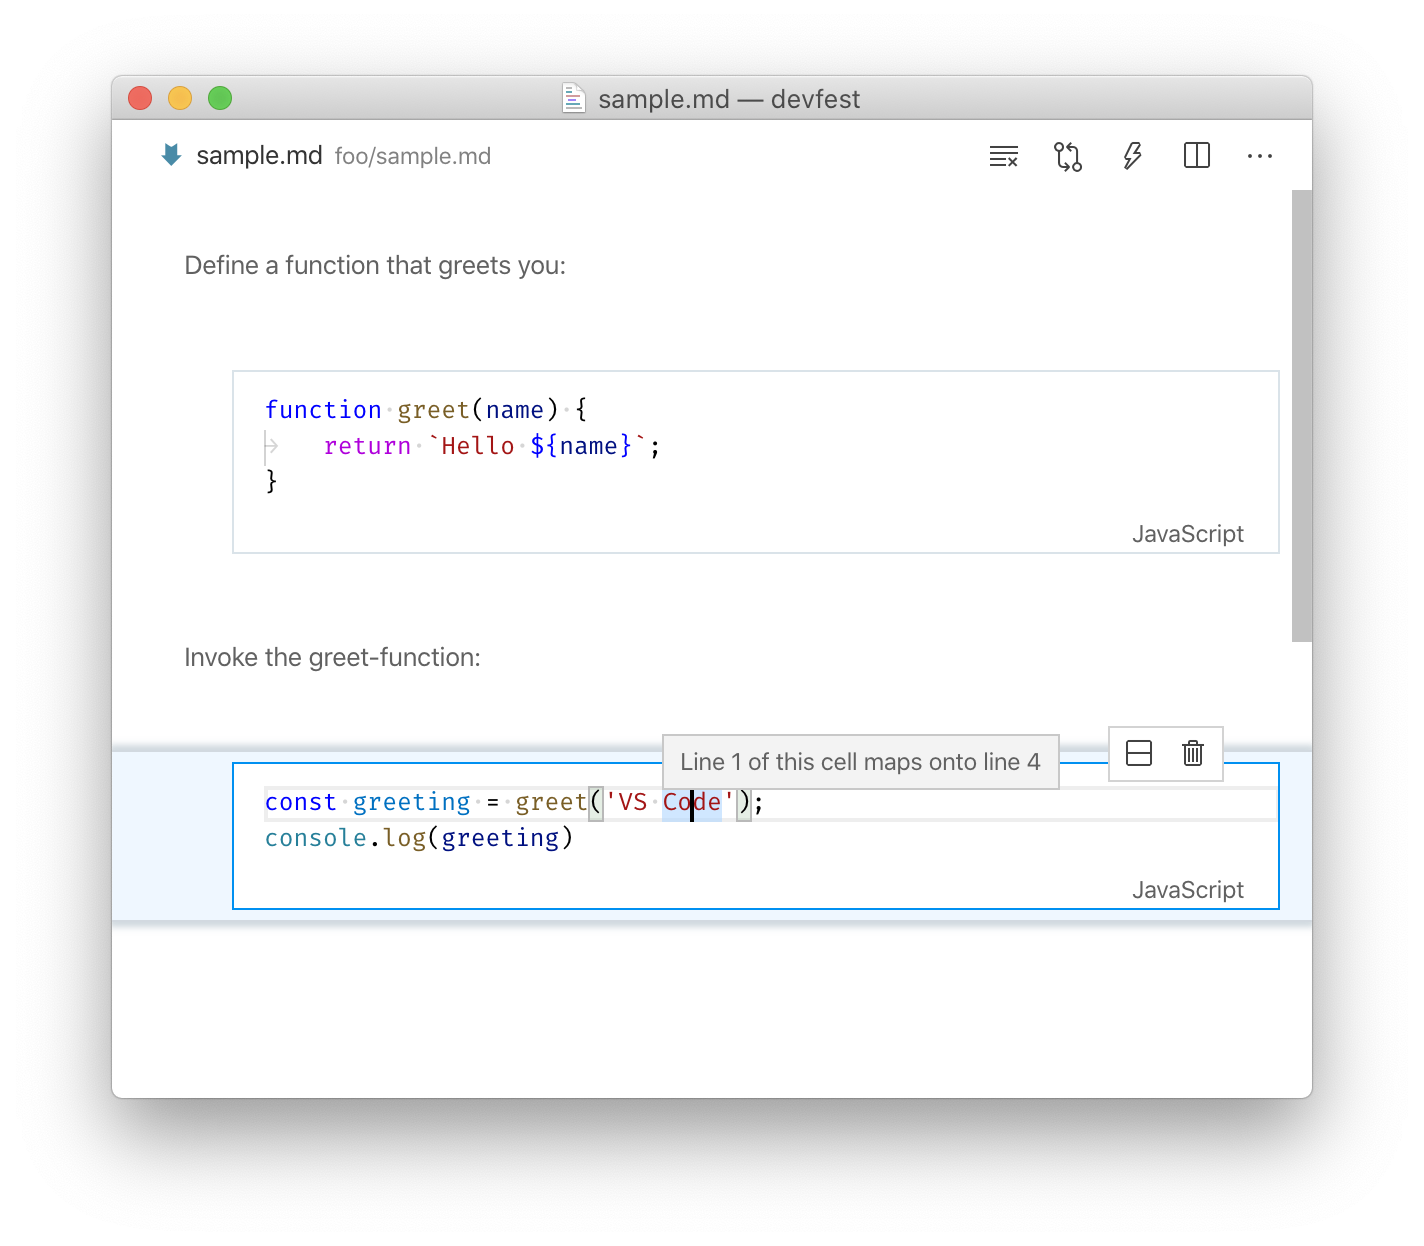 sample.md — devfest
sample.md foo/sample.md
Define a function that greets you:
function greet(name) {
return `Hello ${name}`;
}
JavaScript
Invoke the greet-function:
Line 1 of this cell maps onto line 4
const greeting = greet('VS Code');
console.log(greeting)
JavaScript